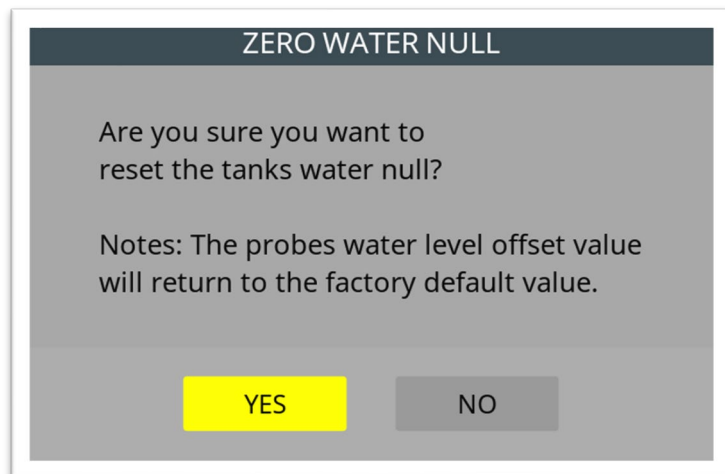 ZERO WATER NULL
Are you sure you want to
reset the tanks water null?
Notes: The probes water level offset value
will return to the factory default value.
YES
NO